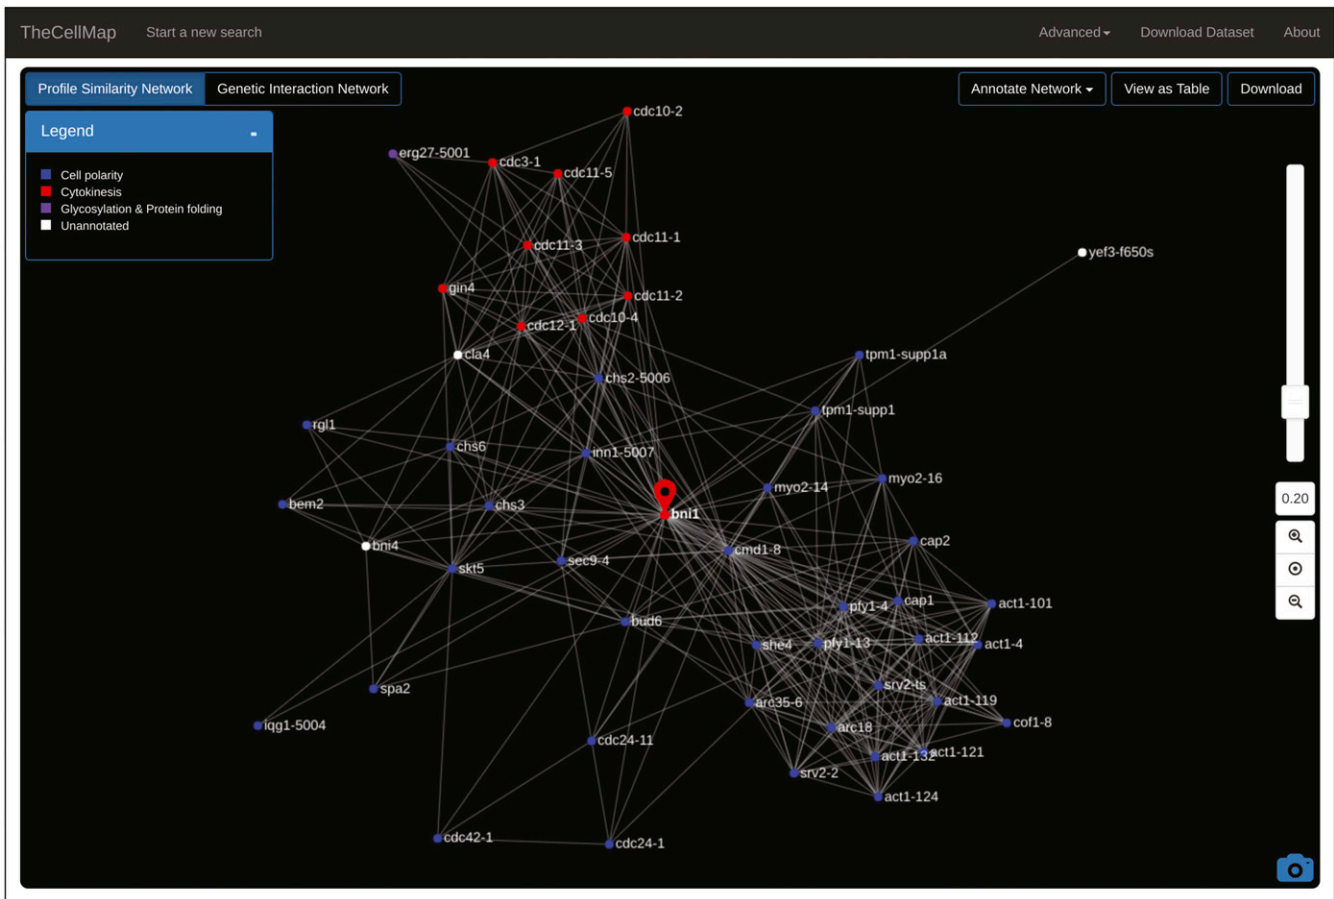 TheCellMap Start a new search Advanced Download Dataset About
Profile Similarity Network Genetic Interaction Network Annotate Network View as Table Download
Legend -
Cell polarity
Cytokinesis
Glycosylation & Protein folding
Unannotated
cdc10-2
erg27-5001
cdc3-1
cdc11-5
cdc11-1
cdc11-3
yef3-f650s
gin4
cdc11-2
cdc10-4
cdc12-1
cla4
tpm1-supp1a
chs2-5006
tpm1-supp1
rgl1
chs6
inn1-5007
myo2-16
myo2-14
0.20
bem2
chs3
bni1
cap2
bni4
cmd1-8
sec9-4
skt5
cap1
act1-101
pfy1-4
bud6
act1-112
pfy1-13
she4
act1-4
srv2-ts
spa2
act1-119
arc35-6
cof1-8
iqg1-5004
arc18
cdc24-11
act1-121
act1-132
srv2-2
act1-124
cdc42-1
cdc24-1